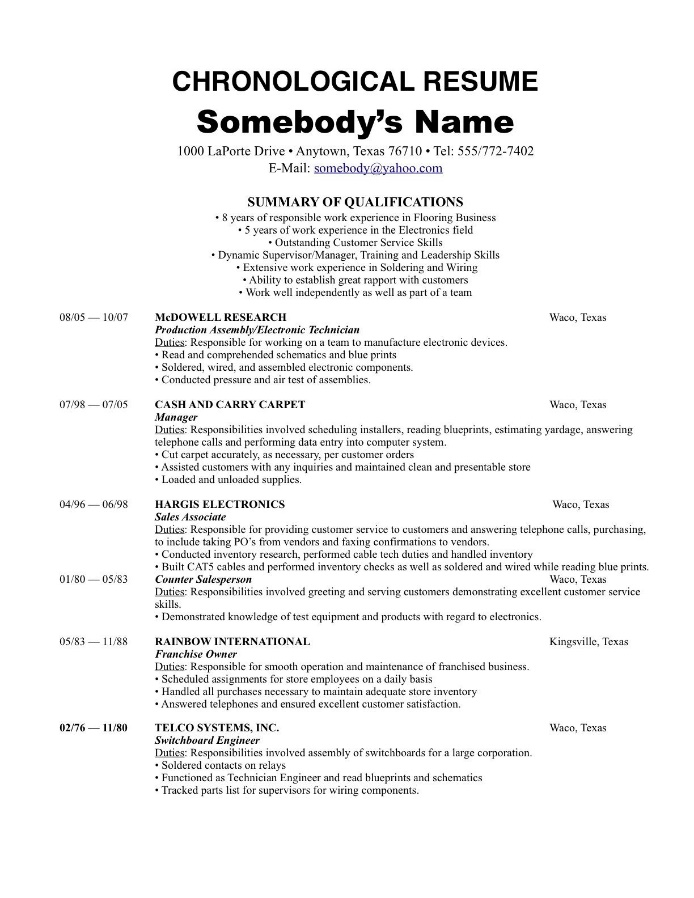 CHRONOLOGICAL RESUME
Somebody's Name
1000 LaPorte Drive • Anytown, Texas 76710 • Tel: 555/772-7402
E-Mail: somebody@yahoo.com
SUMMARY OF QUALIFICATIONS
• 8 years of responsible work experience in Flooring Business
• 5 years of work experience in the Electronics field
• Outstanding Customer Service Skills
• Dynamic Supervisor/Manager, Training and Leadership Skills
• Extensive work experience in Soldering and Wiring
• Ability to establish great rapport with customers
• Work well independently as well as part of a team
08/05 — 10/07 McDOWELL RESEARCH Waco, Texas
Production Assembly/Electronic Technician
Duties: Responsible for working on a team to manufacture electronic devices.
• Read and comprehended schematics and blue prints
• Soldered, wired, and assembled electronic components.
• Conducted pressure and air test of assemblies.
07/98 — 07/05 CASH AND CARRY CARPET Waco, Texas
Manager
Duties: Responsibilities involved scheduling installers, reading blueprints, estimating yardage, answering
telephone calls and performing data entry into computer system.
• Cut carpet accurately, as necessary, per customer orders
• Assisted customers with any inquiries and maintained clean and presentable store
• Loaded and unloaded supplies.
04/96 — 06/98 HARGIS ELECTRONICS Waco, Texas
Sales Associate
Duties: Responsible for providing customer service to customers and answering telephone calls, purchasing,
to include taking PO's from vendors and faxing confirmations to vendors.
• Conducted inventory research, performed cable tech duties and handled inventory
• Built CAT5 cables and performed inventory checks as well as soldered and wired while reading blue prints.
01/80 — 05/83 Counter Salesperson Waco, Texas
Duties: Responsibilities involved greeting and serving customers demonstrating excellent customer service
skills.
• Demonstrated knowledge of test equipment and products with regard to electronics.
05/83 — 11/88 RAINBOW INTERNATIONAL Kingsville, Texas
Franchise Owner
Duties: Responsible for smooth operation and maintenance of franchised business.
• Scheduled assignments for store employees on a daily basis
• Handled all purchases necessary to maintain adequate store inventory
• Answered telephones and ensured excellent customer satisfaction.
02/76 — 11/80 TELCO SYSTEMS, INC. Waco, Texas
Switchboard Engineer
Duties: Responsibilities involved assembly of switchboards for a large corporation.
• Soldered contacts on relays
• Functioned as Technician Engineer and read blueprints and schematics
• Tracked parts list for supervisors for wiring components.